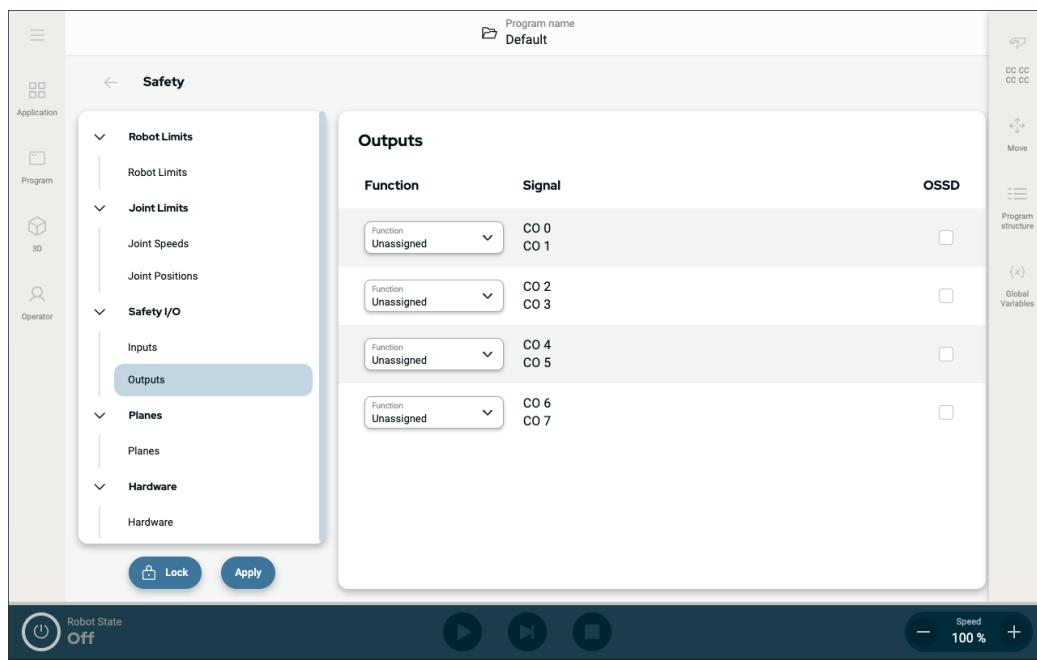 Program name
Default
Safety
Application
Program
3D
Operator
Robot Limits
Robot Limits
Joint Limits
Joint Speeds
Joint Positions
Safety I/O
Inputs
Outputs
Planes
Planes
Hardware
Hardware
Lock
Apply
Outputs
Function
Signal
OSSD
Function
Unassigned
CO 0
CO 1
Function
Unassigned
CO 2
CO 3
Function
Unassigned
CO 4
CO 5
Function
Unassigned
CO 6
CO 7
CC CC
CC CC
Move
Program
structure
{x}
Global
Variables
Robot State
Off
Speed
100 %